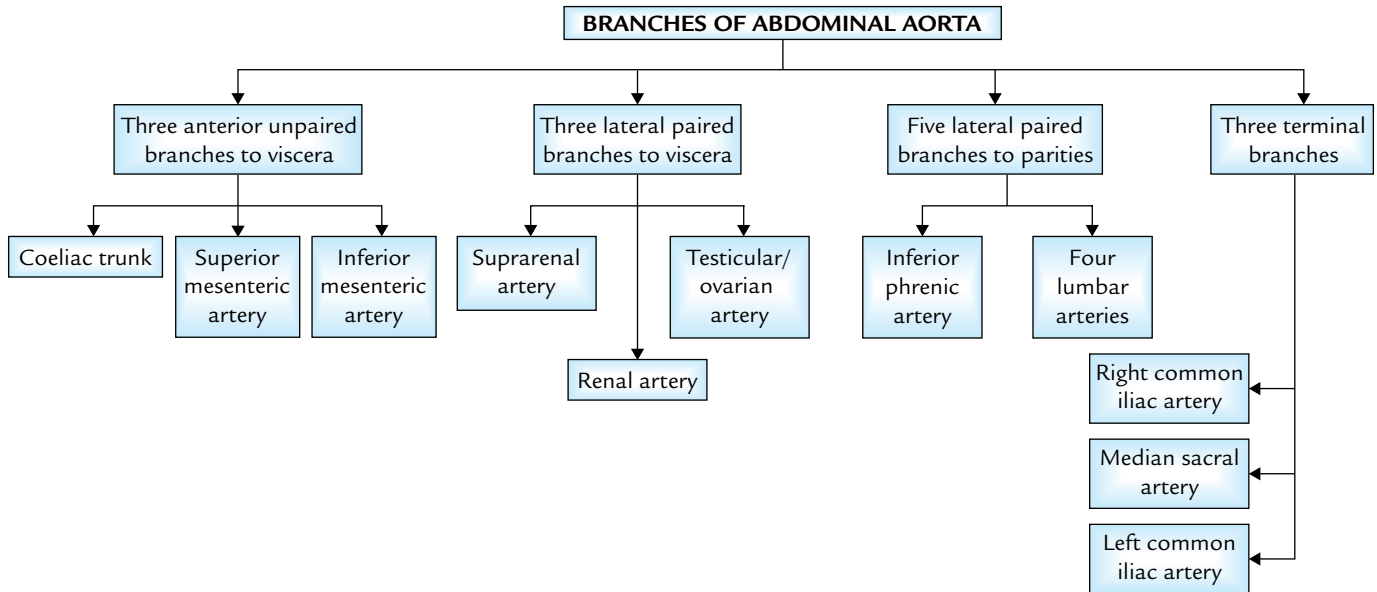 BRANCHES OF ABDOMINAL AORTA
Three anterior unpaired
branches to viscera
Three lateral paired
branches to viscera
Five lateral paired
branches to parities
Three terminal
branches
Coeliac trunk
Superior
mesenteric
artery
Inferior
mesenteric
artery
Suprarenal
artery
Testicular/
ovarian
artery
Inferior
phrenic
artery
Four
lumbar
arteries
Renal artery
Right common
iliac artery
Median sacral
artery
Left common
iliac artery